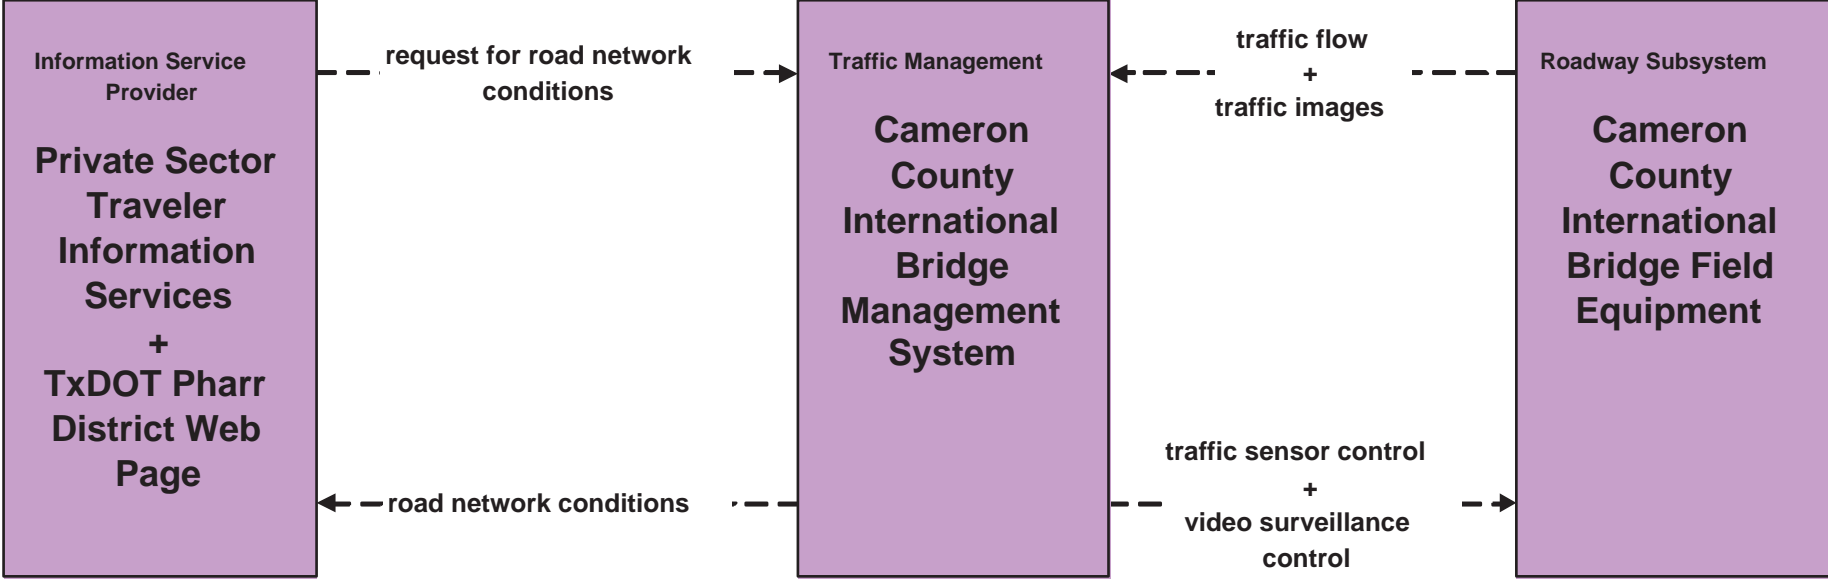 Information Service
Provider
Private Sector
Traveler
Information
Services
+
TxDOT Pharr
District Web
Page
request for road network
conditions
road network conditions
Traffic Management
Cameron
County
International
Bridge
Management
System
traffic flow
+
traffic images
traffic sensor control
+
video surveillance
control
Roadway Subsystem
Cameron
County
International
Bridge Field
Equipment